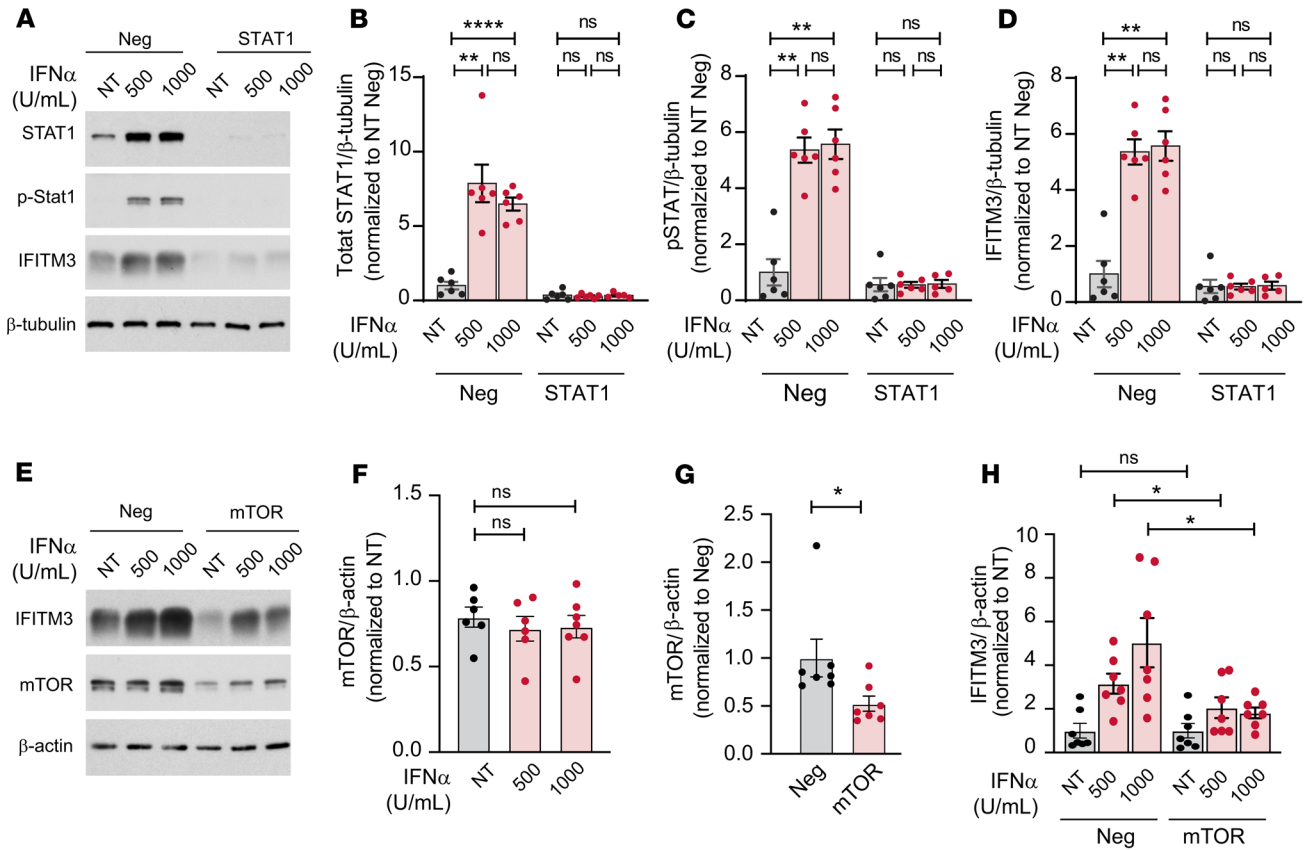 A
Neg STAT1
IFNα
(U/mL)
NT 500 1000 NT 500 1000
STAT1
p-Stat1
IFITM3
β-tubulin
B
****
** ns
ns
ns ns
Totat STAT1/β-tubulin
(normalized to NT Neg)
15
10
5
0
IFNα
(U/mL)
NT 500 1000 NT 500 1000
Neg STAT1
C
**
** ns
ns
ns ns
pSTAT/β-tubulin
(normalzied to NT Neg)
8
6
4
2
0
IFNα
(U/mL)
NT 500 1000 NT 500 1000
Neg STAT1
D
**
** ns
ns
ns ns
IFITM3/β-tubulin
(normalized to NT Neg)
8
6
4
2
0
IFNα
(U/mL)
NT 500 1000 NT 500 1000
Neg STAT1
E
Neg mTOR
IFNα
(U/mL)
NT 500 1000 NT 500 1000
IFITM3
mTOR
β-actin
F
ns
ns
mTOR/β-actin
(normalized to NT)
1.5
1.0
0.5
0.0
IFNα
(U/mL)
NT 500 1000
G
*
mTOR/β-actin
(normalized to Neg)
2.5
2.0
1.5
1.0
0.5
0.0
Neg mTOR
H
ns
*
*
IFITM3/β-actin
(normalized to NT)
10
8
6
4
2
0
IFNα
(U/mL)
NT 500 1000 NT 500 1000
Neg mTOR